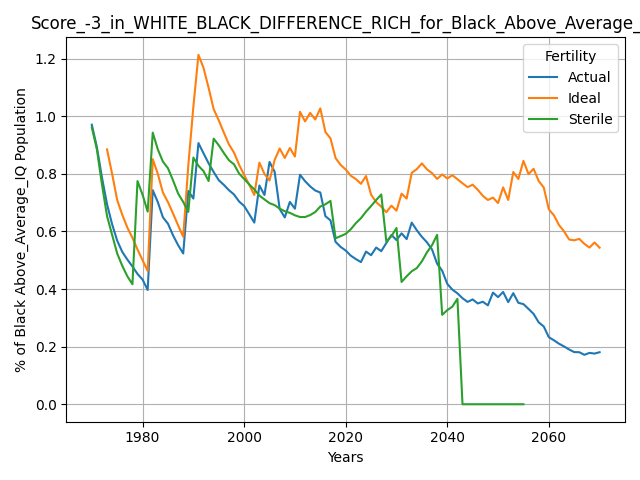 Score_-3_in_WHITE_BLACK_DIFFERENCE_RICH_for_Black_Above_Average_
Fertility
Actual
Ideal
Sterile
% of Black Above_Average_IQ Population
1.2
1.0
0.8
0.6
0.4
0.2
0.0
1980
2000
2020
2040
2060
Years